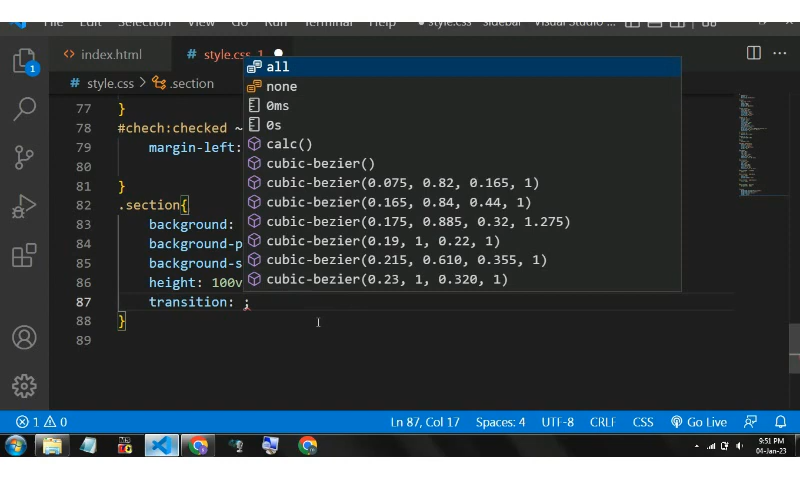 File Edit Selection View Go Run Terminal Help style.css - sidebar - Visual Studio ...
<> index.html
# style.css 1
# style.css > .section
77 }
78 #chech:checked ~
79 margin-left:
80
81 }
82 .section{
83 background:
84 background-p
85 background-s
86 height: 100v
87 transition: ;
88 }
89
all
none
0ms
0s
calc()
cubic-bezier()
cubic-bezier(0.075, 0.82, 0.165, 1)
cubic-bezier(0.165, 0.84, 0.44, 1)
cubic-bezier(0.175, 0.885, 0.32, 1.275)
cubic-bezier(0.19, 1, 0.22, 1)
cubic-bezier(0.215, 0.610, 0.355, 1)
cubic-bezier(0.23, 1, 0.320, 1)
1
1 0 Ln 87, Col 17 Spaces: 4 UTF-8 CRLF CSS Go Live
9:51 PM
04-Jan-23